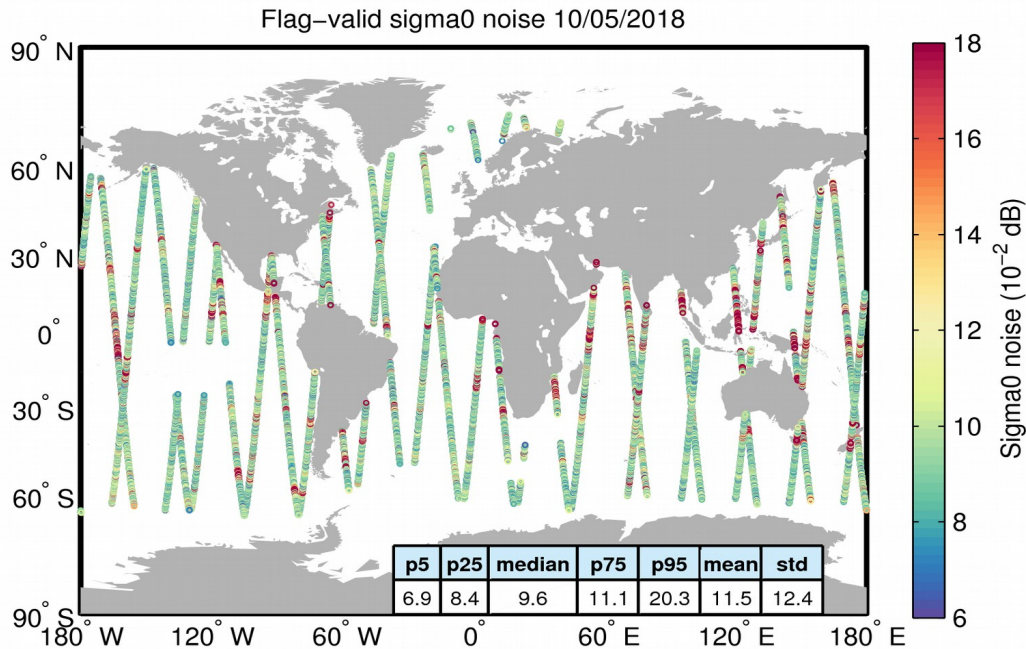 Flag−valid sigma0 noise 10/05/2018
90° N
60° N
30° N
0°
30° S
60° S
90° S
180° W
120° W
60° W
0°
60° E
120° E
180° E
p5 p25 median p75 p95 mean std
6.9 8.4 9.6 11.1 20.3 11.5 12.4
18
16
14
12
10
8
6
Sigma0 noise (10⁻² dB)